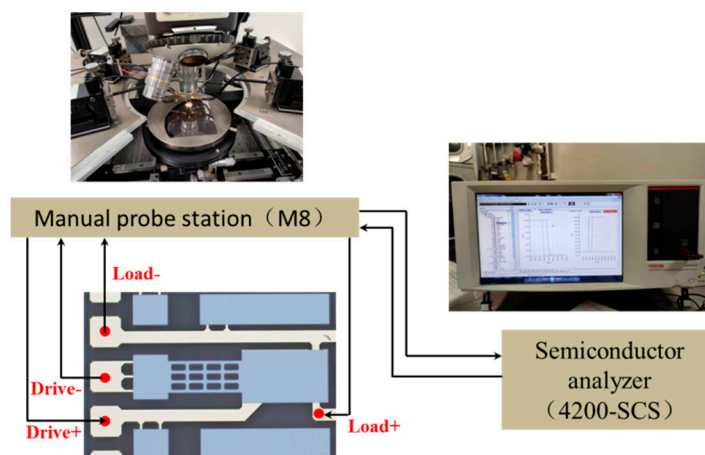 Manual probe station（M8）
Load-
Drive-
Drive+
Load+
Semiconductor
analyzer
（4200-SCS）